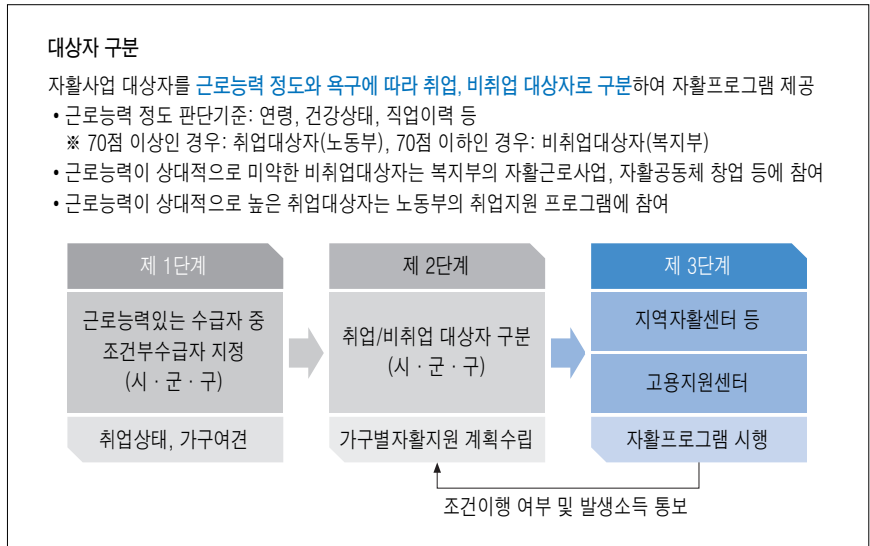 대상자 구분
자활사업 대상자를 근로능력 정도와 욕구에 따라 취업, 비취업 대상자로 구분하여 자활프로그램 제공
• 근로능력 정도 판단기준: 연령, 건강상태, 직업이력 등
※ 70점 이상인 경우: 취업대상자(노동부), 70점 이하인 경우: 비취업대상자(복지부)
• 근로능력이 상대적으로 미약한 비취업대상자는 복지부의 자활근로사업, 자활공동체 창업 등에 참여
• 근로능력이 상대적으로 높은 취업대상자는 노동부의 취업지원 프로그램에 참여
제 1단계
근로능력있는 수급자 중
조건부수급자 지정
(시 · 군 · 구)
취업상태, 가구여견
제 2단계
취업/비취업 대상자 구분
(시 · 군 · 구)
가구별자활지원 계획수립
제 3단계
지역자활센터 등
고용지원센터
자활프로그램 시행
조건이행 여부 및 발생소득 통보